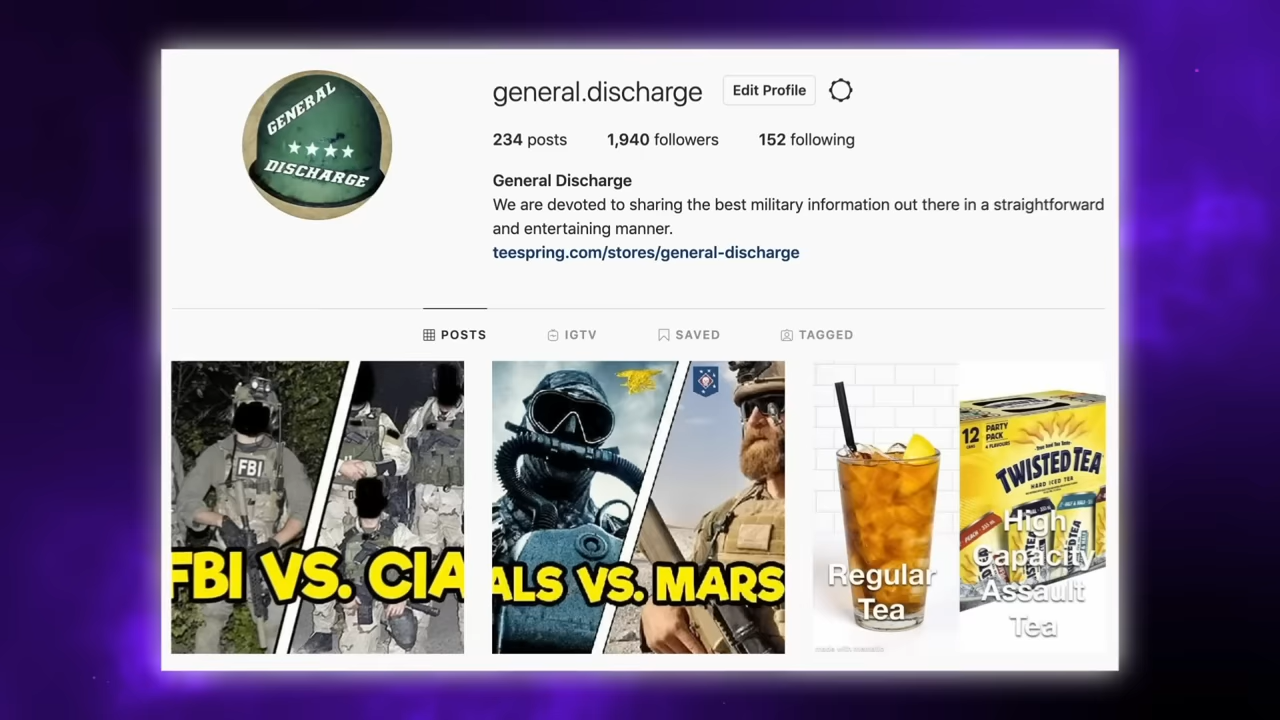 GENERAL
DISCHARGE
general.discharge
Edit Profile
234 posts 1,940 followers 152 following
General Discharge
We are devoted to sharing the best military information out there in a straightforward
and entertaining manner.
teespring.com/stores/general-discharge
POSTS IGTV SAVED TAGGED
FBI
FBI VS. CIA
ALS VS. MARS
Regular
Tea
made with mematic
12
PARTY
PACK
TWISTED TEA
HARD ICED TEA
High
Capacity
Assault
Tea